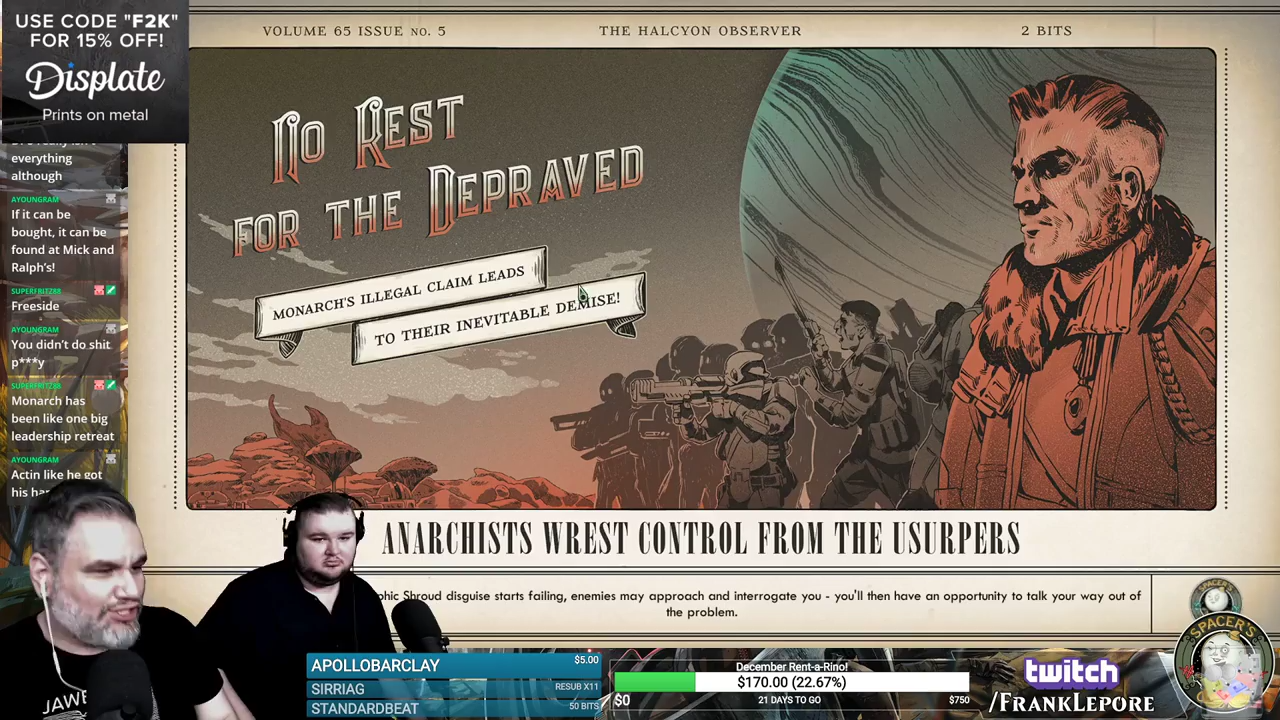 USE CODE "F2K"
FOR 15% OFF!
Displate
Prints on metal
everything
although
AYOUNGRAM
If it can be
bought, it can be
found at Mick and
Ralph's!
SUPERFRITZ88
Freeside
AYOUNGRAM
You didn't do shit
p***y
SUPERFRITZ88
Monarch has
been like one big
leadership retreat
AYOUNGRAM
Actin like he got
VOLUME 65 ISSUE NO. 5
THE HALCYON OBSERVER
2 BITS
NO REST
FOR THE DEPRAVED
MONARCH'S ILLEGAL CLAIM LEADS
TO THEIR INEVITABLE DEMISE!
ANARCHISTS WREST CONTROL FROM THE USURPERS
phic Shroud disguise starts failing, enemies may approach and interrogate you - you'll then have an opportunity to talk your way out of
the problem.
SPACER'S
SPACER'S
JAWE
APOLLOBARCLAY
$5.00
SIRRIAG
RESUB X11
STANDARDBEAT
50 BITS
December Rent-a-Rino!
$170.00 (22.67%)
$0
21 DAYS TO GO
$750
twitch
/FRANKLEPORE